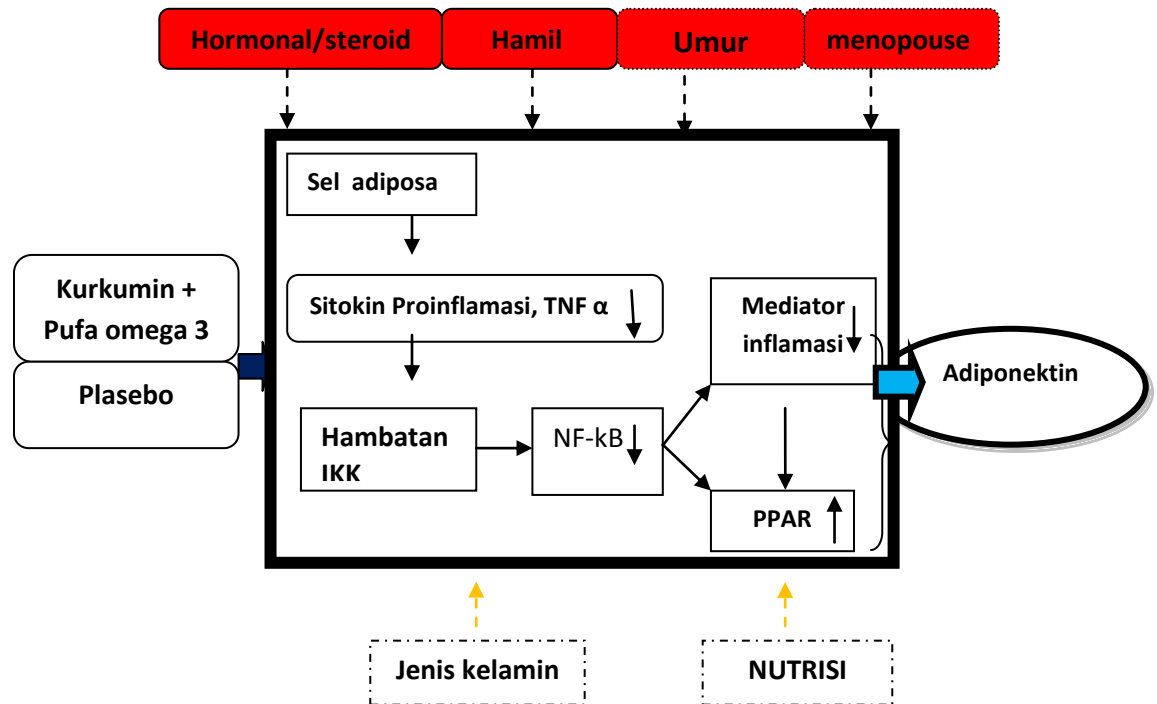 Hormonal/steroid
Hamil
Umur
menopouse
Sel adiposa
Kurkumin +
Pufa omega 3
Plasebo
Sitokin Proinflamasi, TNF α
Mediator
inflamasi
Adiponektin
Hambatan
IKK
NF-kB
PPAR
Jenis kelamin
NUTRISI